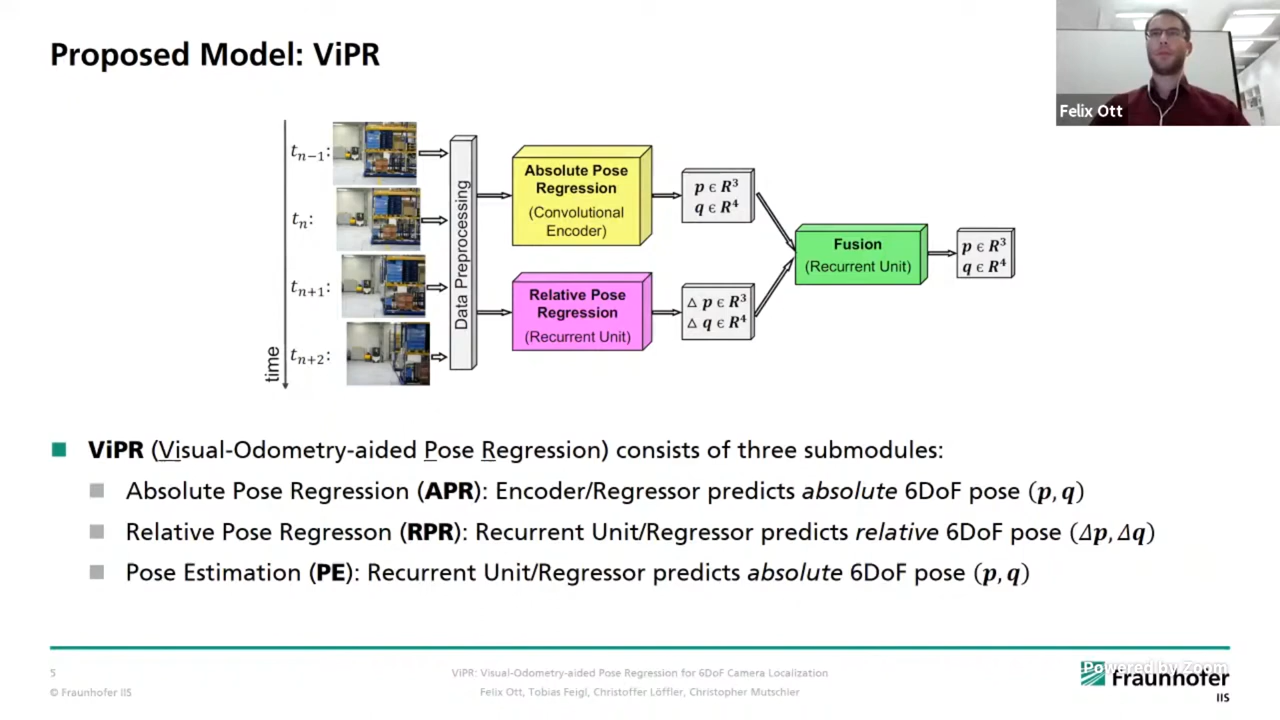 Proposed Model: ViPR
Felix Ott
tn−1:
tn:
tn+1:
tn+2:
time
Data Preprocessing
Absolute Pose
Regression
(Convolutional
Encoder)
p ϵ R³
q ϵ R⁴
Relative Pose
Regression
(Recurrent Unit)
△ p ϵ R³
△ q ϵ R⁴
Fusion
(Recurrent Unit)
p ϵ R³
q ϵ R⁴
ViPR (Visual-Odometry-aided Pose Regression) consists of three submodules:
Absolute Pose Regression (APR): Encoder/Regressor predicts absolute 6DoF pose (p, q)
Relative Pose Regresson (RPR): Recurrent Unit/Regressor predicts relative 6DoF pose (Δp, Δq)
Pose Estimation (PE): Recurrent Unit/Regressor predicts absolute 6DoF pose (p, q)
5
© Fraunhofer IIS
ViPR: Visual-Odometry-aided Pose Regression for 6DoF Camera Localization
Felix Ott, Tobias Feigl, Christoffer Löffler, Christopher Mutschler
Powered by Zoom
Fraunhofer
IIS